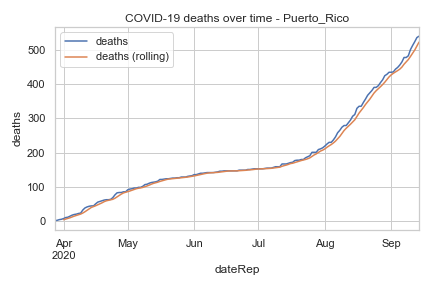 COVID-19 deaths over time - Puerto_Rico
deaths
deaths (rolling)
500
400
300
200
100
0
deaths
Apr
2020
May
Jun
Jul
Aug
Sep
dateRep